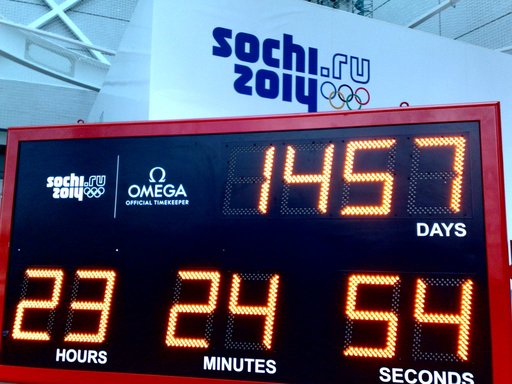 sochi.ru
2014
sochi.ru
2014
Ω
OMEGA
OFFICIAL TIMEKEEPER
1457
DAYS
23
HOURS
24
MINUTES
54
SECONDS